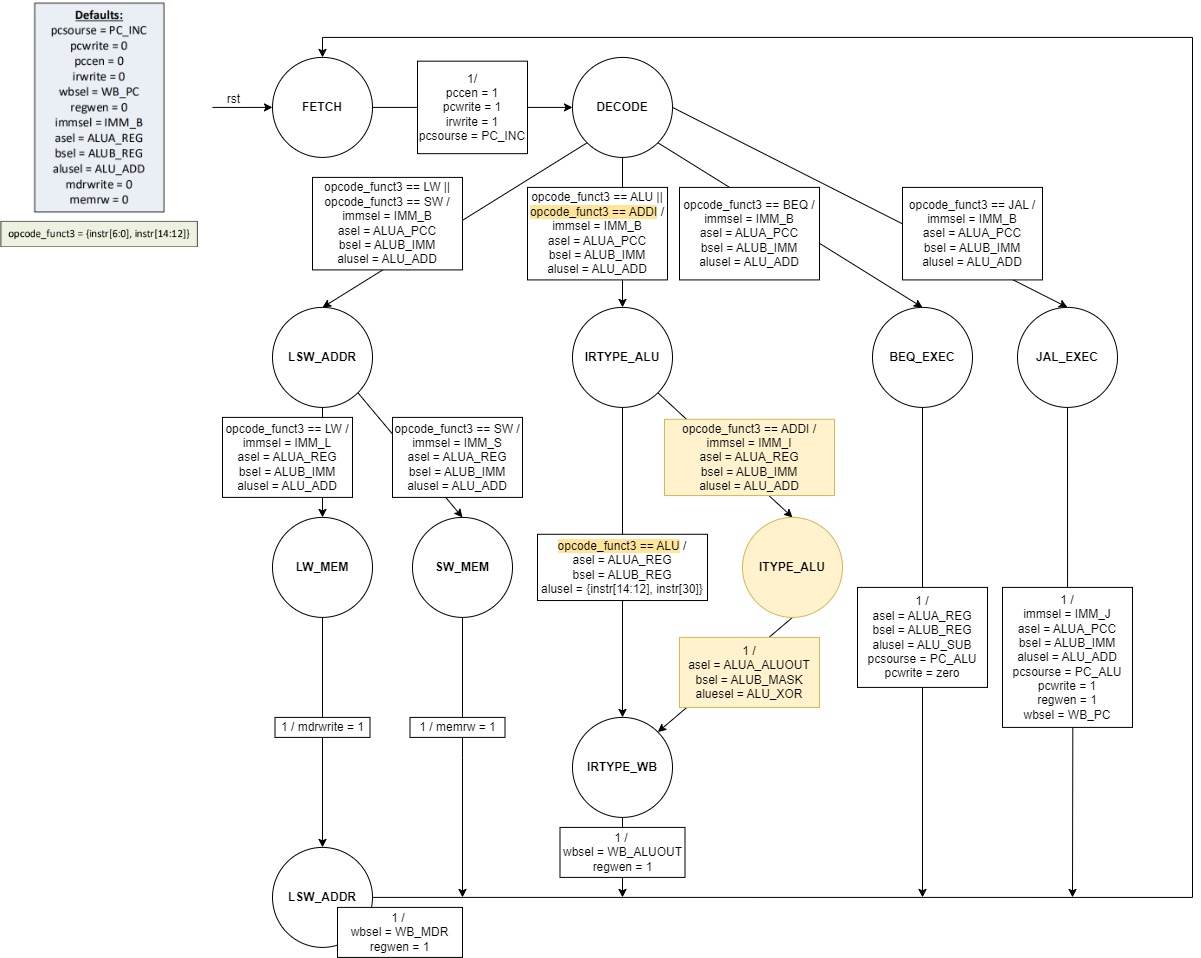 Defaults:
pcsourse = PC_INC
pcwrite = 0
pccen = 0
irwrite = 0
wbsel = WB_PC
regwen = 0
immsel = IMM_B
asel = ALUA_REG
bsel = ALUB_REG
alusel = ALU_ADD
mdrwrite = 0
memrw = 0
opcode_funct3 = {instr[6:0], instr[14:12]}
rst
FETCH
1/
pccen = 1
pcwrite = 1
irwrite = 1
pcsourse = PC_INC
DECODE
opcode_funct3 == LW ||
opcode_funct3 == SW /
immsel = IMM_B
asel = ALUA_PCC
bsel = ALUB_IMM
alusel = ALU_ADD
opcode_funct3 == ALU ||
opcode_funct3 == ADDI /
immsel = IMM_B
asel = ALUA_PCC
bsel = ALUB_IMM
alusel = ALU_ADD
opcode_funct3 == BEQ /
immsel = IMM_B
asel = ALUA_PCC
bsel = ALUB_IMM
alusel = ALU_ADD
opcode_funct3 == JAL /
immsel = IMM_B
asel = ALUA_PCC
bsel = ALUB_IMM
alusel = ALU_ADD
LSW_ADDR
IRTYPE_ALU
BEQ_EXEC
JAL_EXEC
opcode_funct3 == LW /
immsel = IMM_L
asel = ALUA_REG
bsel = ALUB_IMM
alusel = ALU_ADD
opcode_funct3 == SW /
immsel = IMM_S
asel = ALUA_REG
bsel = ALUB_IMM
alusel = ALU_ADD
opcode_funct3 == ADDI /
immsel = IMM_I
asel = ALUA_REG
bsel = ALUB_IMM
alusel = ALU_ADD
LW_MEM
SW_MEM
opcode_funct3 == ALU /
asel = ALUA_REG
bsel = ALUB_REG
alusel = {instr[14:12], instr[30]}
ITYPE_ALU
1 /
asel = ALUA_REG
bsel = ALUB_REG
alusel = ALU_SUB
pcsourse = PC_ALU
pcwrite = zero
1 /
immsel = IMM_J
asel = ALUA_PCC
bsel = ALUB_IMM
alusel = ALU_ADD
pcsourse = PC_ALU
pcwrite = 1
regwen = 1
wbsel = WB_PC
1 /
asel = ALUA_ALUOUT
bsel = ALUB_MASK
aluesel = ALU_XOR
1 / mdrwrite = 1
1 / memrw = 1
IRTYPE_WB
1 /
wbsel = WB_ALUOUT
regwen = 1
LSW_ADDR
1 /
wbsel = WB_MDR
regwen = 1